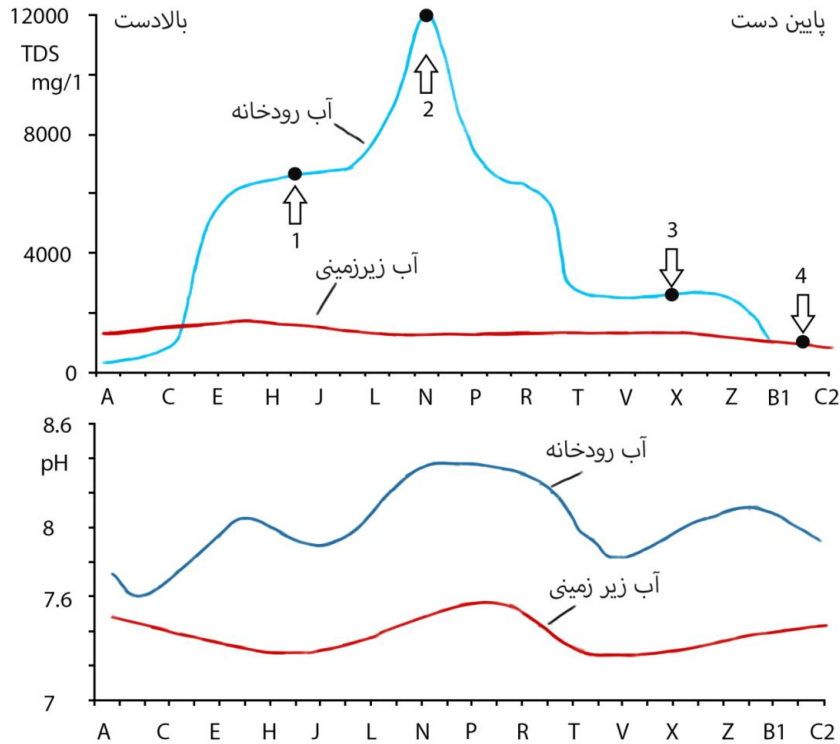 12000
بالادست
پایین دست
TDS
mg/1
آب رودخانه
2
8000
1
3
4000
آب زیرزمینی
4
0
A C E H J L N P R T V X Z B1 C2
8.6
pH
آب رودخانه
8
7.6
آب زیر زمینی
7
A C E H J L N P R T V X Z B1 C2